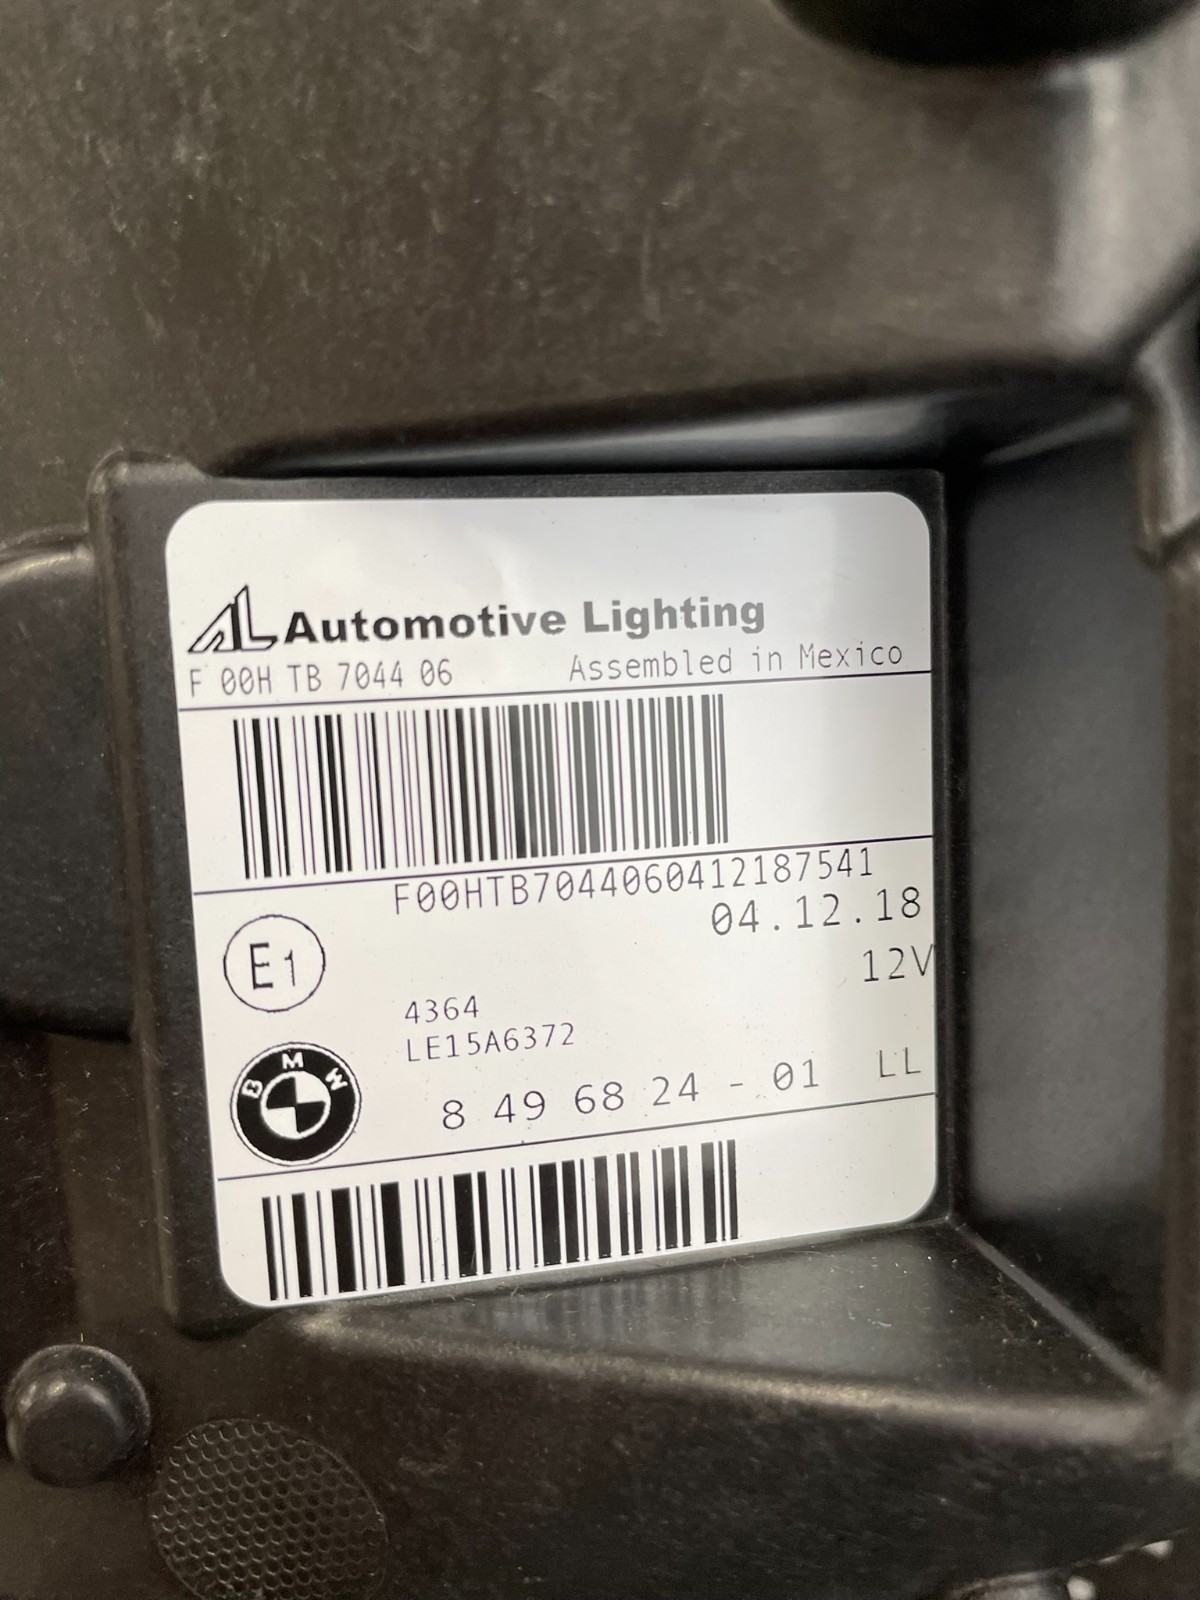 AL Automotive Lighting
F 00H TB 7044 06 Assembled in Mexico
F00HTB7044060412187541
04.12.18
E1
12V
4364
LE15A6372
BMW
8 49 68 24 - 01 LL